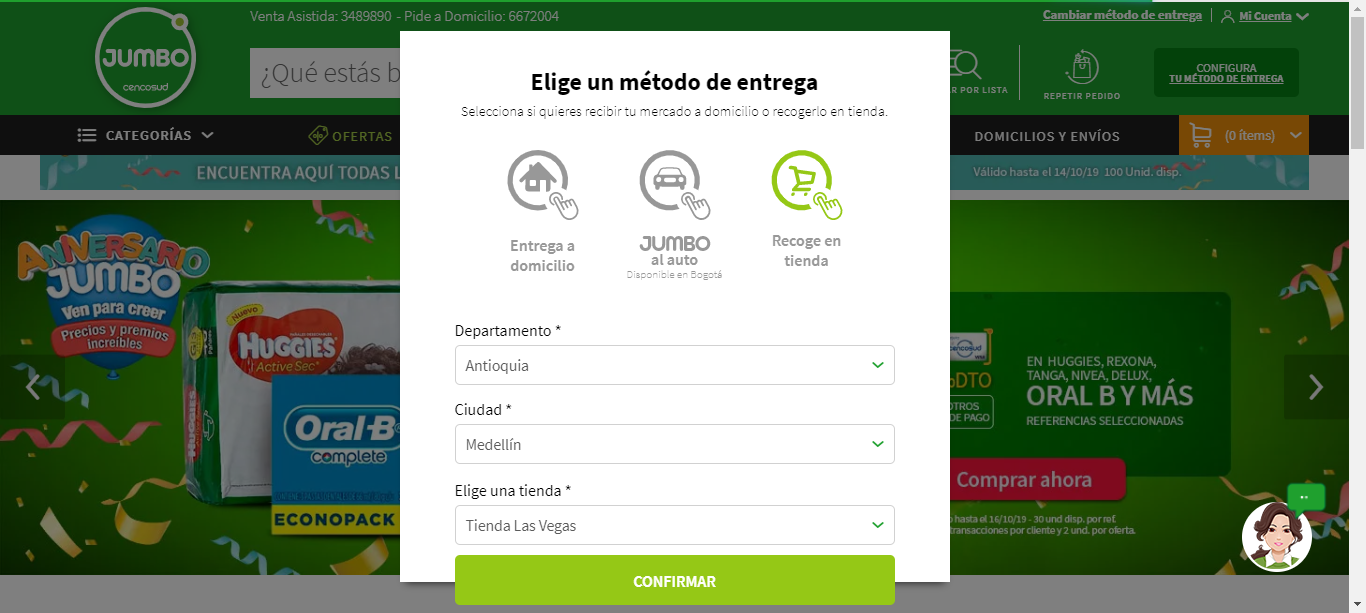 Venta Asistida: 3489890 - Pide a Domicilio: 6672004
Cambiar método de entrega
Mi Cuenta
JUMBO
cencosud
¿Qué estás b
R POR LISTA
REPETIR PEDIDO
CONFIGURA
TU MÉTODO DE ENTREGA
CATEGORÍAS
OFERTAS
DOMICILIOS Y ENVÍOS
(0 ítems)
ENCUENTRA AQUÍ TODAS L
Válido hasta el 14/10/19 100 Unid. disp.
Elige un método de entrega
Selecciona si quieres recibir tu mercado a domicilio o recogerlo en tienda.
Entrega a
domicilio
JUMBO
al auto
Disponible en Bogotá
Recoge en
tienda
Departamento *
Antioquia
Ciudad *
Medellín
Elige una tienda *
Tienda Las Vegas
CONFIRMAR
ANIVERSARIO
JUMBO
Ven para creer
Precios y premios
increíbles
Nuevo
HUGGIES
Active Sec
HUGGIES
Oral-B
complete
ECONOPACK
cencosud
%DTO
OTROS
DE PAGO
EN HUGGIES, REXONA,
TANGA, NIVEA, DELUX,
ORAL B Y MÁS
REFERENCIAS SELECCIONADAS
Comprar ahora
hasta el 16/10/19 - 30 und disp. por ref.
transacciones por cliente y 2 und. por oferta.